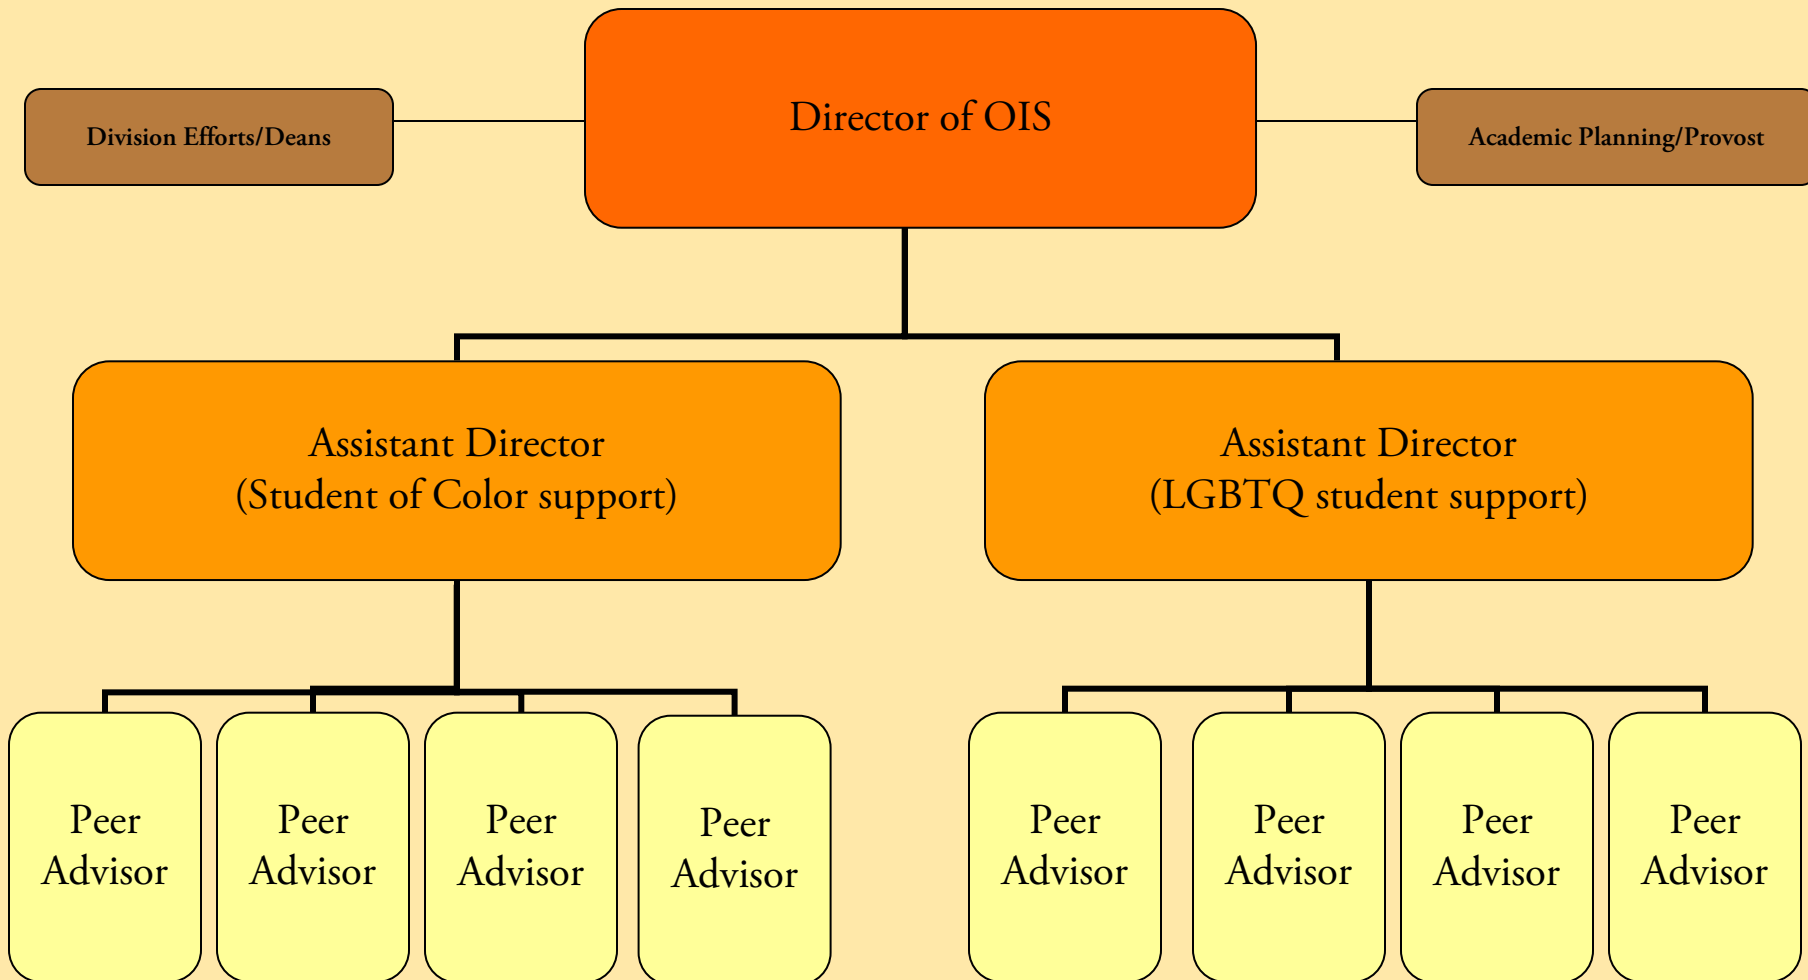 Director of OIS
Division Efforts/Deans
Academic Planning/Provost
Assistant Director
(Student of Color support)
Assistant Director
(LGBTQ student support)
Peer
Advisor
Peer
Advisor
Peer
Advisor
Peer
Advisor
Peer
Advisor
Peer
Advisor
Peer
Advisor
Peer
Advisor